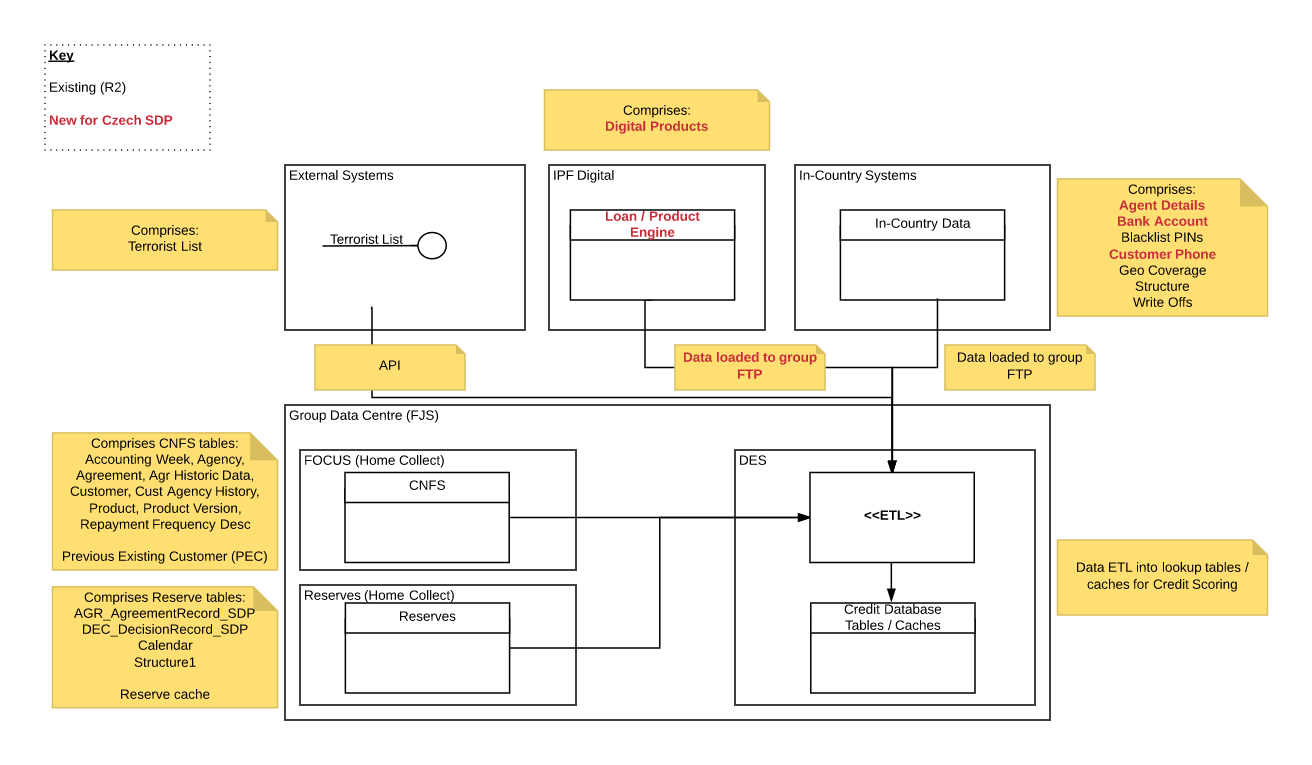 Key
Existing (R2)
New for Czech SDP
Comprises:
Digital Products
External Systems
IPF Digital
In-Country Systems
Comprises:
Terrorist List
Terrorist List
Loan / Product
Engine
In-Country Data
Comprises:
Agent Details
Bank Account
Blacklist PINs
Customer Phone
Geo Coverage
Structure
Write Offs
API
Data loaded to group
FTP
Data loaded to group
FTP
Group Data Centre (FJS)
Comprises CNFS tables:
Accounting Week, Agency,
Agreement, Agr Historic Data,
Customer, Cust Agency History,
Product, Product Version,
Repayment Frequency Desc
Previous Existing Customer (PEC)
FOCUS (Home Collect)
CNFS
DES
<<ETL>>
Data ETL into lookup tables /
caches for Credit Scoring
Comprises Reserve tables:
AGR_AgreementRecord_SDP
DEC_DecisionRecord_SDP
Calendar
Structure1
Reserve cache
Reserves (Home Collect)
Reserves
Credit Database
Tables / Caches